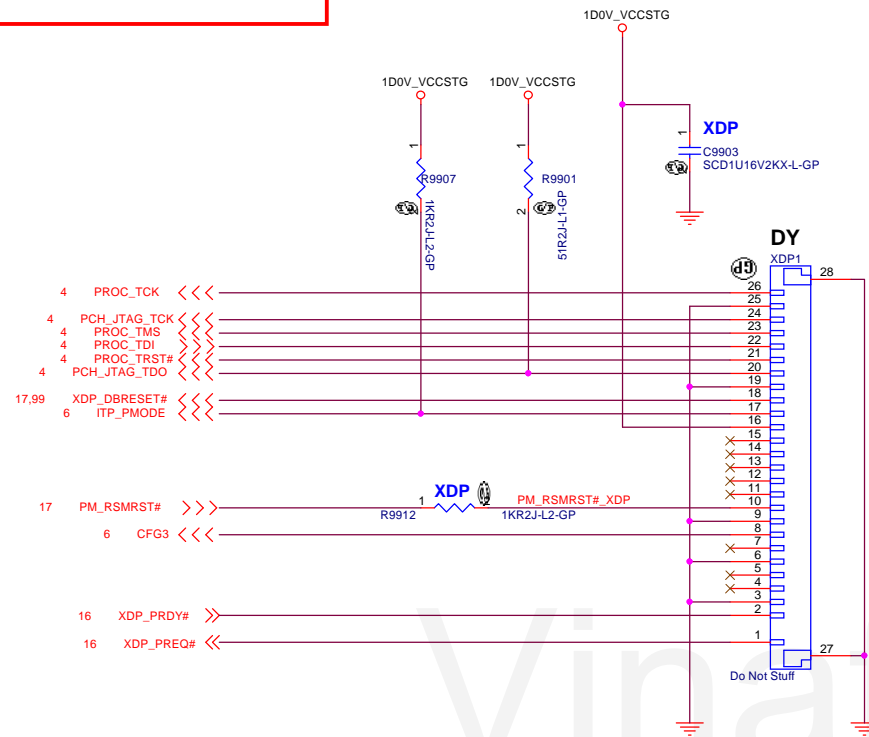 1D0V_VCCSTG
1D0V_VCCSTG 1D0V_VCCSTG
XDP
1
C9903
SCD1U16V2KX-L-GP
1
R9907
2
1KR2J-L2-GP
1
R9901
2
51R2J-L1-GP
DY
XDP1
GP
28
4 PROC_TCK 26
25
4 PCH_JTAG_TCK 24
4 PROC_TMS 23
4 PROC_TDI 22
4 PROC_TRST# 21
4 PCH_JTAG_TDO 20
19
17,99 XDP_DBRESET# 18
6 ITP_PMODE 17
16
15
14
13
12
11
17 PM_RSMRST# 1 XDP PM_RSMRST#_XDP 10
R9912 1KR2J-L2-GP
9
6 CFG3 8
7
6
5
4
3
16 XDP_PRDY# 2
16 XDP_PREQ# 1
27
Do Not Stuff